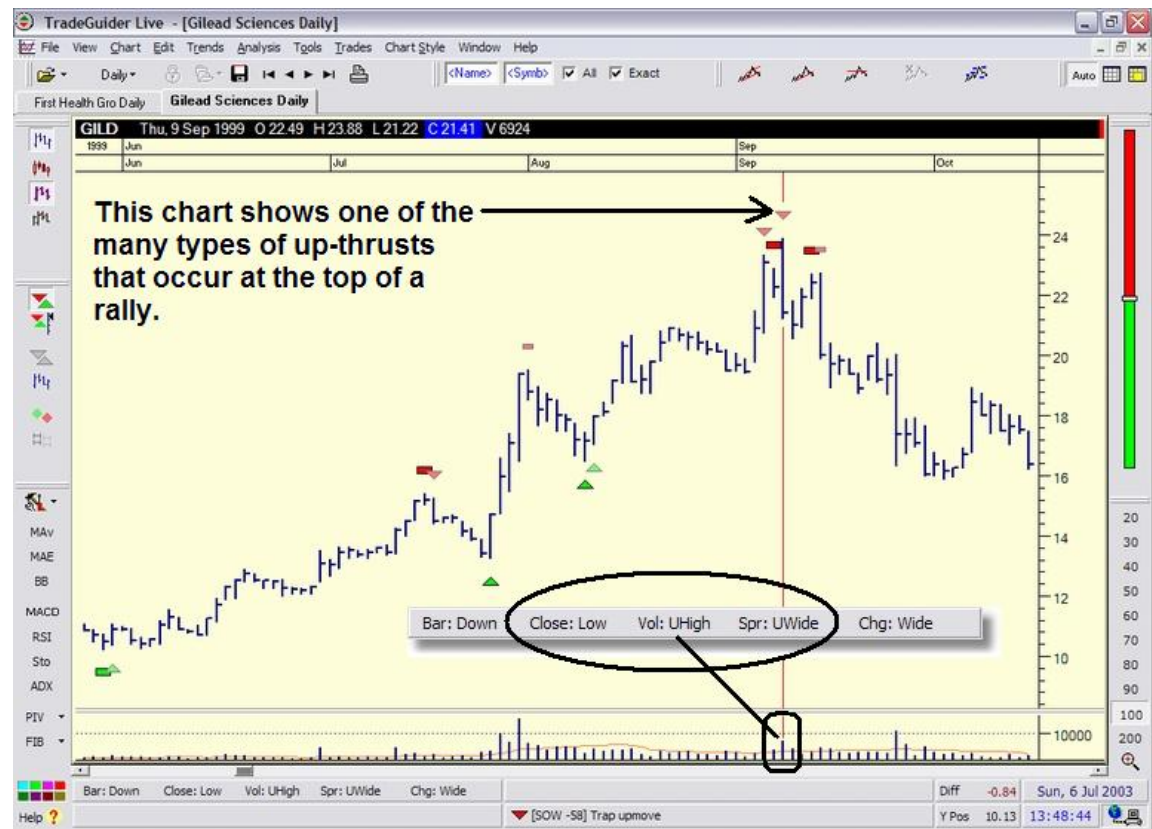 TradeGuider Live - [Gilead Sciences Daily]
File View Chart Edit Trends Analysis Tools Trades Chart Style Window Help
Daily <Name> <Symb> All Exact Auto
First Health Gro Daily Gilead Sciences Daily
GILD Thu, 9 Sep 1999 O 22.49 H 23.88 L 21.22 C 21.41 V 6924
1999 Jun Sep
Jun Jul Aug Sep Oct
This chart shows one of the
many types of up-thrusts
that occur at the top of a
rally.
24
22
20
18
16
14
12
10
10000
MAv
MAE
BB
MACD
RSI
Sto
ADX
PIV
FIB
Bar: Down Close: Low Vol: UHigh Spr: UWide Chg: Wide
20
30
40
50
60
70
80
90
100
200
Bar: Down Close: Low Vol: UHigh Spr: UWide Chg: Wide Diff -0.84 Sun, 6 Jul 2003
Help ? [SOW -58] Trap upmove Y Pos 10.13 13:48:44